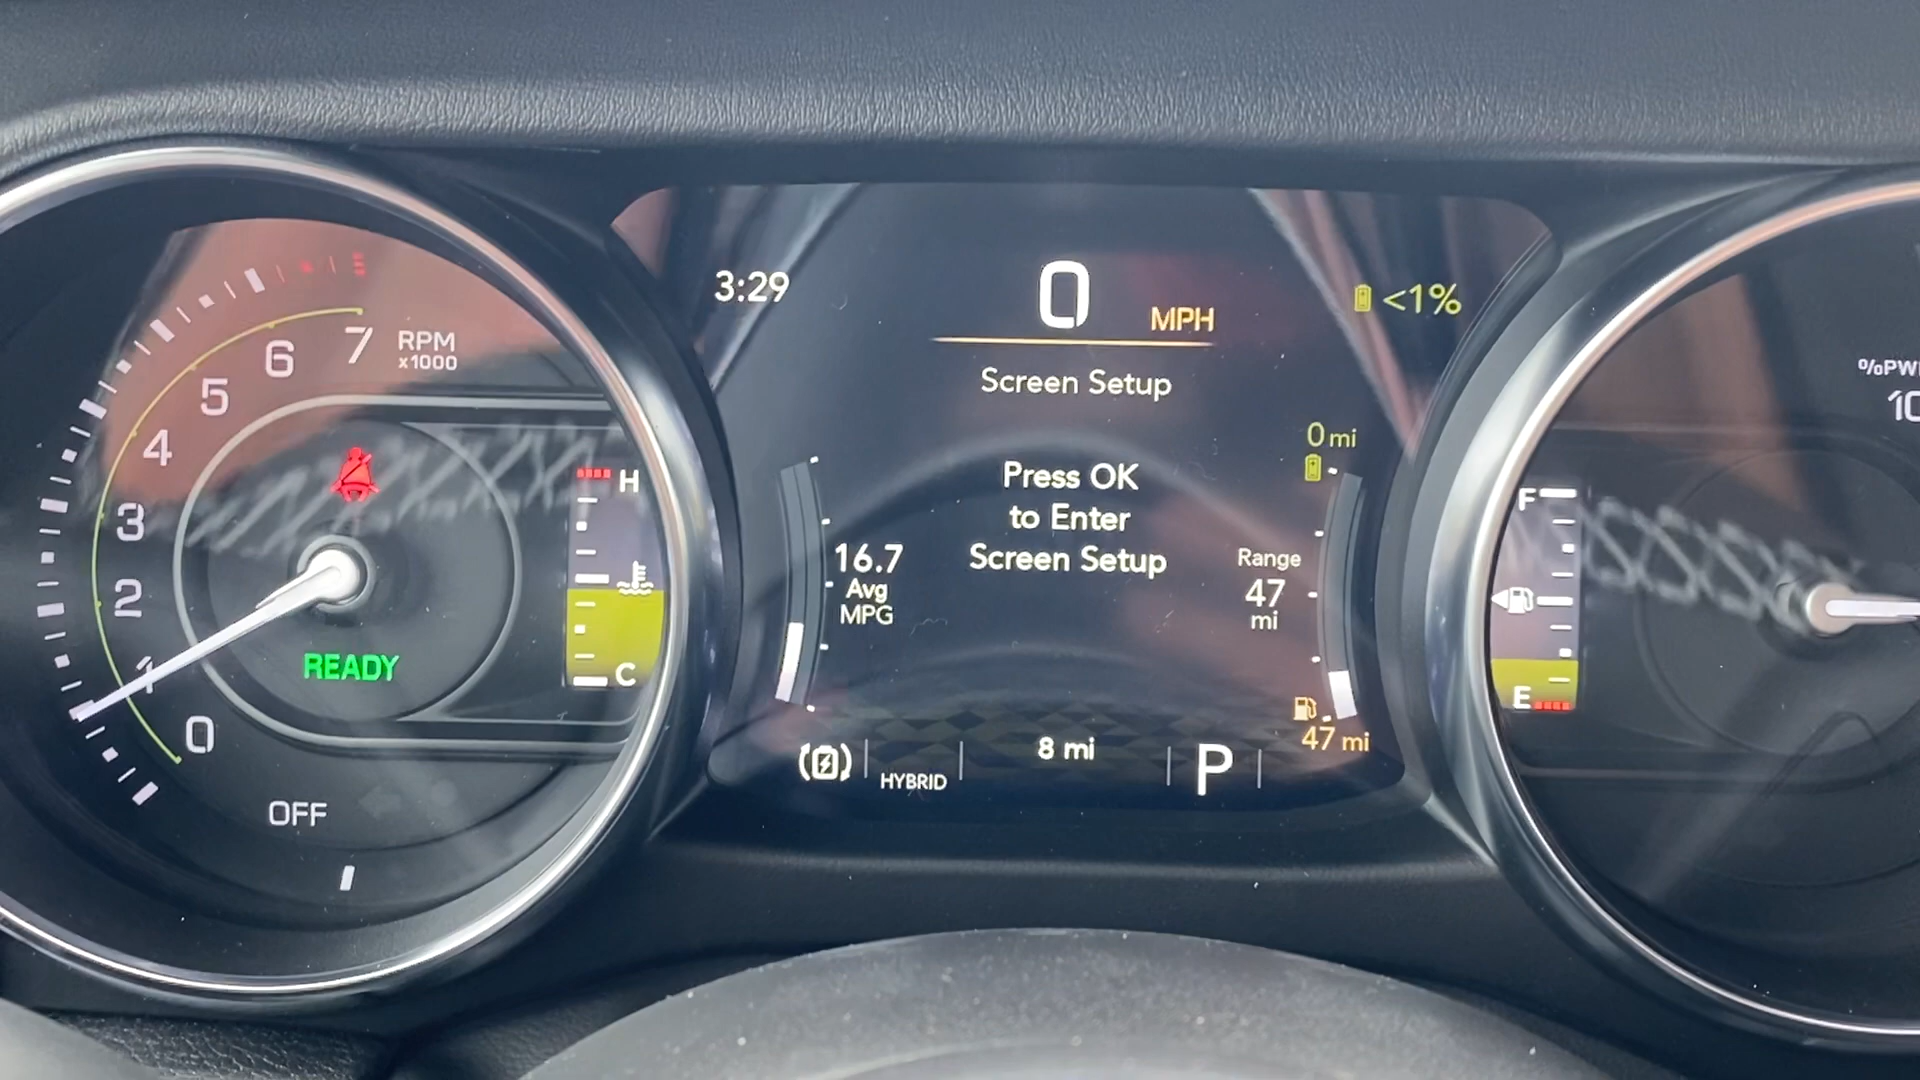 7
RPM
x1000
6
5
4
3
2
1
0
OFF
READY
H
C
3:29
0
MPH
<1%
Screen Setup
Press OK
to Enter
Screen Setup
16.7
Avg
MPG
0 mi
Range
47
mi
47 mi
HYBRID
8 mi
P
F
E